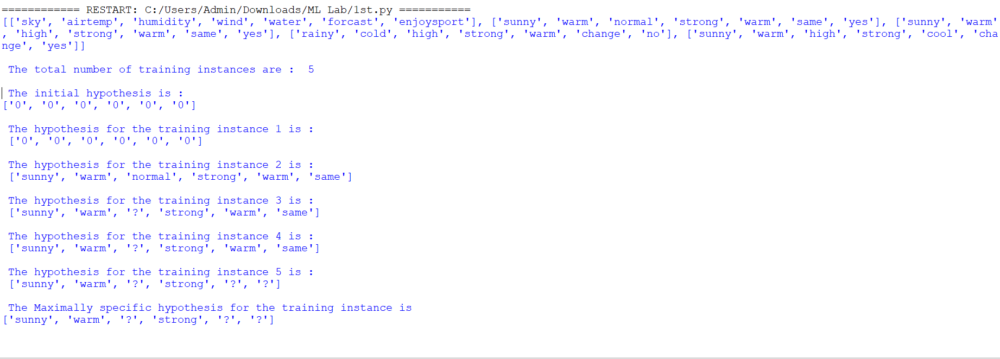 ============ RESTART: C:/Users/Admin/Downloads/ML Lab/1st.py ===========
[['sky', 'airtemp', 'humidity', 'wind', 'water', 'forcast', 'enjoysport'], ['sunny', 'warm', 'normal', 'strong', 'warm', 'same', 'yes'], ['sunny', 'warm'
, 'high', 'strong', 'warm', 'same', 'yes'], ['rainy', 'cold', 'high', 'strong', 'warm', 'change', 'no'], ['sunny', 'warm', 'high', 'strong', 'cool', 'cha
nge', 'yes']]
The total number of training instances are :  5
The initial hypothesis is :
['0', '0', '0', '0', '0', '0']
The hypothesis for the training instance 1 is :
['0', '0', '0', '0', '0', '0']
The hypothesis for the training instance 2 is :
['sunny', 'warm', 'normal', 'strong', 'warm', 'same']
The hypothesis for the training instance 3 is :
['sunny', 'warm', '?', 'strong', 'warm', 'same']
The hypothesis for the training instance 4 is :
['sunny', 'warm', '?', 'strong', 'warm', 'same']
The hypothesis for the training instance 5 is :
['sunny', 'warm', '?', 'strong', '?', '?']
The Maximally specific hypothesis for the training instance is
['sunny', 'warm', '?', 'strong', '?', '?']